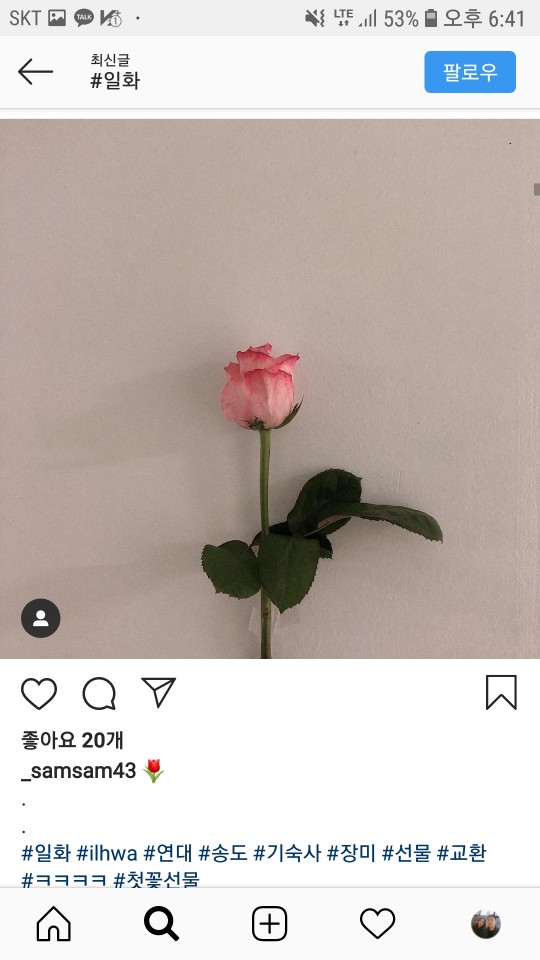 SKT TALK LTE 53% 오후 6:41
최신글
#일화
팔로우
좋아요 20개
_samsam43 🌷
.
.
#일화 #ilhwa #연대 #송도 #기숙사 #장미 #선물 #교환
#ㅋㅋㅋㅋ #첫꽃선물